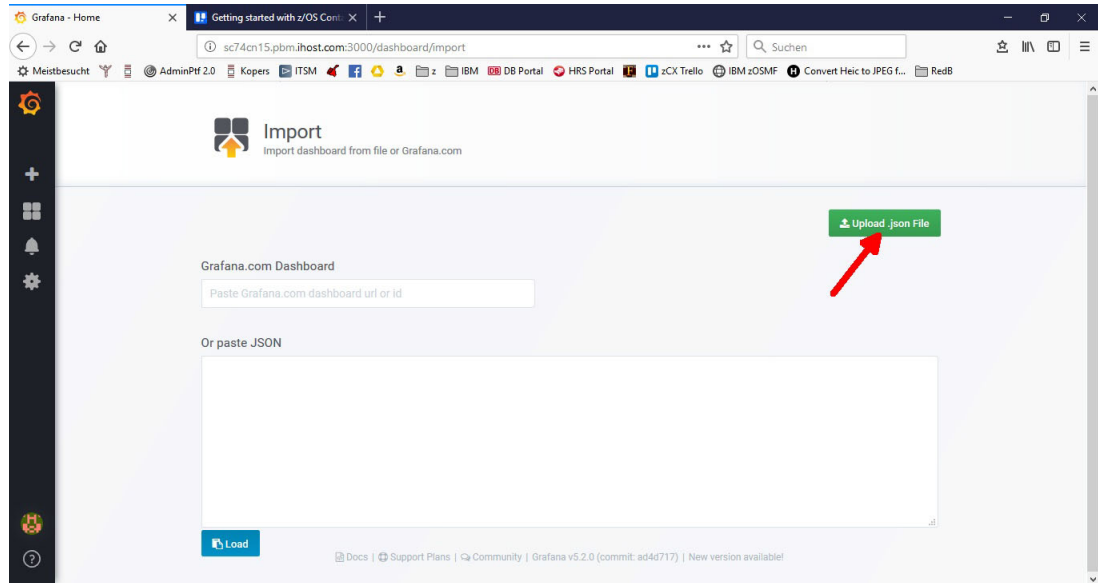 Grafana - Home
Getting started with z/OS Cont
sc74cn15.pbm.ihost.com:3000/dashboard/import
Suchen
Meistbesucht AdminPtf 2.0 Kopers ITSM z IBM DB DB Portal HRS Portal zCX Trello IBM zOSMF H Convert Heic to JPEG f... RedB
Import
Import dashboard from file or Grafana.com
Upload .json File
Grafana.com Dashboard
Paste Grafana.com dashboard url or id
Or paste JSON
Load
Docs | Support Plans | Community | Grafana v5.2.0 (commit: ad4d717) | New version available!